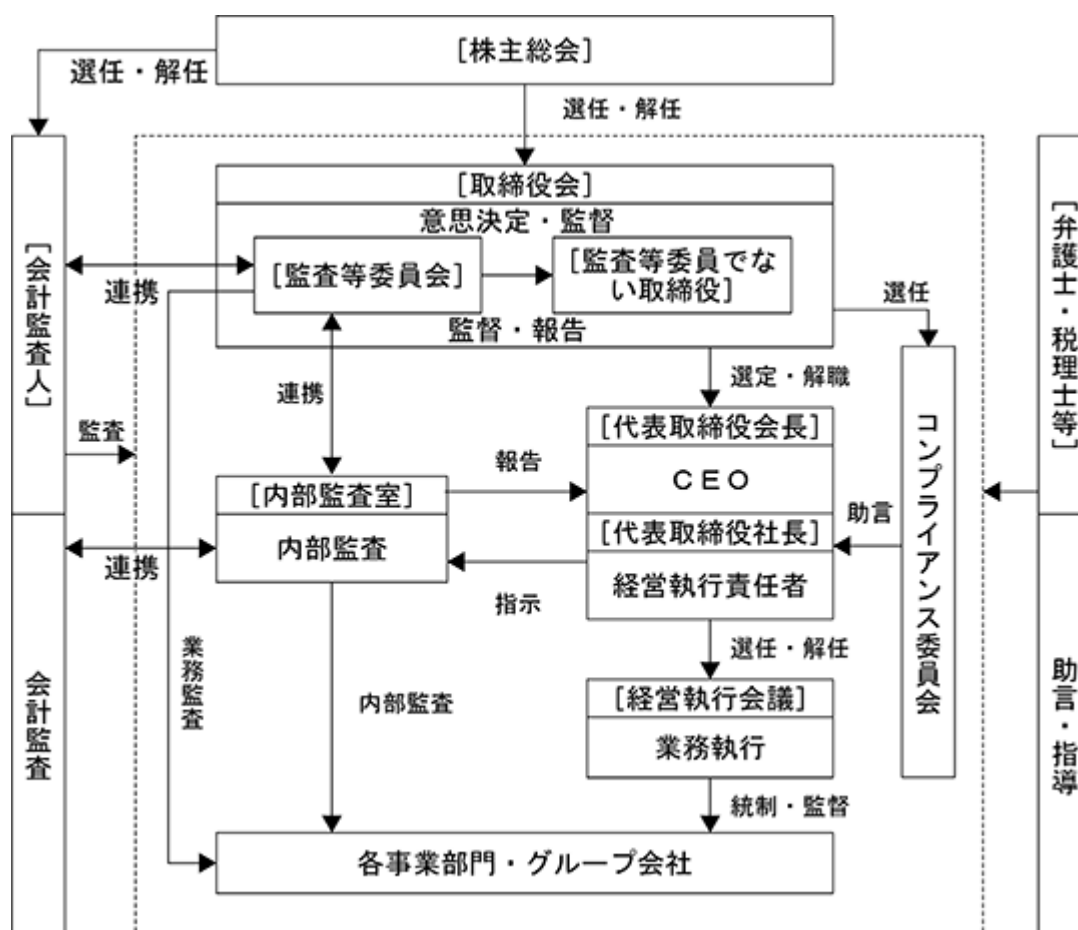 [株主総会]
選任・解任
選任・解任
[取締役会]
意思決定・監督
[監査等委員会]
[監査等委員でな
い取締役]
監督・報告
連携
選任
[会計監査人]
[弁護士・税理士等]
連携
選定・解職
監査
[代表取締役会長]
CEO
報告
[内部監査室]
内部監査
[代表取締役社長]
経営執行責任者
助言
コンプライアンス委員会
連携
指示
業務監査
内部監査
選任・解任
[経営執行会議]
業務執行
会計監査
助言・指導
統制・監督
各事業部門・グループ会社